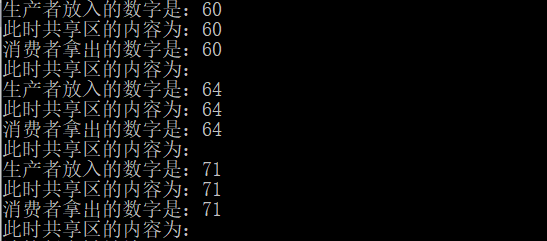 生产者放入的数字是：60
此时共享区的内容为：60
消费者拿出的数字是：60
此时共享区的内容为：
生产者放入的数字是：64
此时共享区的内容为：64
消费者拿出的数字是：64
此时共享区的内容为：
生产者放入的数字是：71
此时共享区的内容为：71
消费者拿出的数字是：71
此时共享区的内容为：